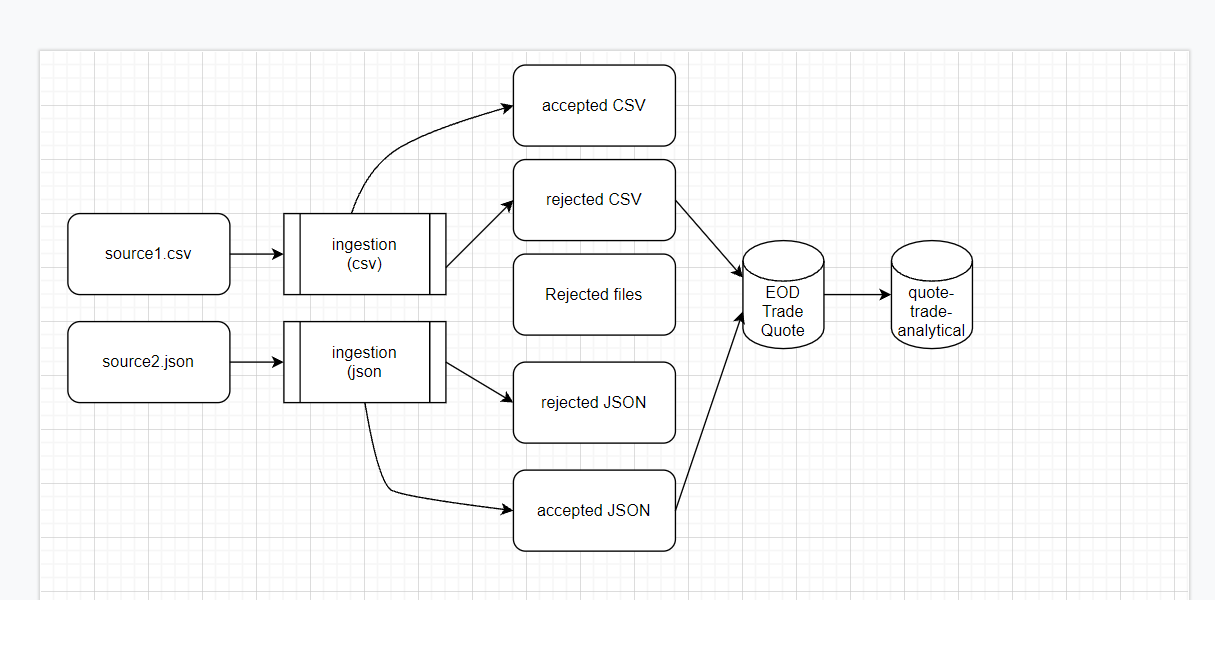 accepted CSV
rejected CSV
source1.csv
ingestion
(csv)
Rejected files
EOD
Trade
Quote
quote-
trade-
analytical
source2.json
ingestion
(json
rejected JSON
accepted JSON